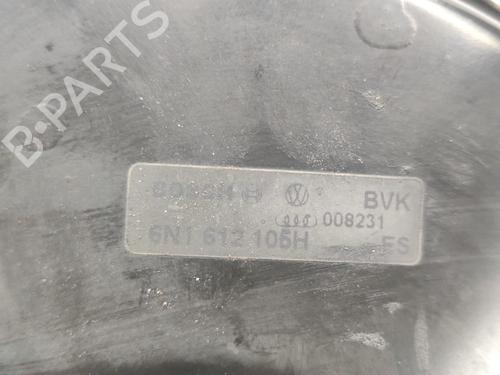 B-PARTS
BOSCH BVK
008231
6N1 612 105H ES